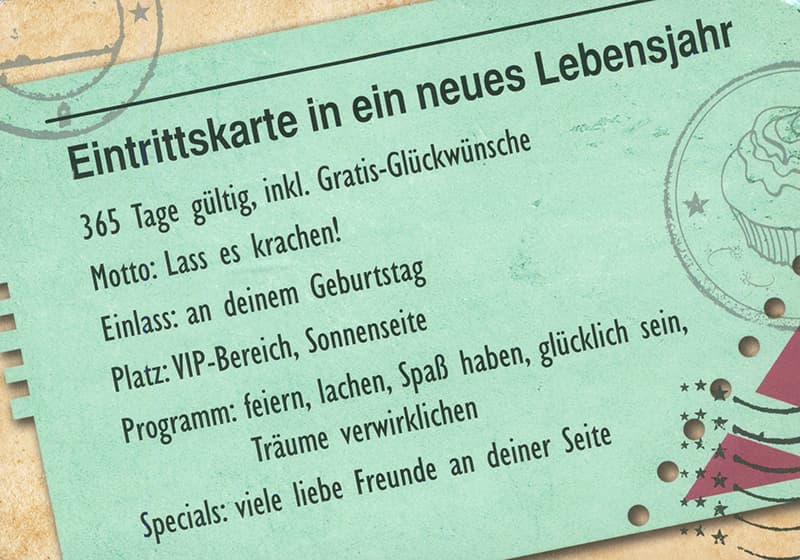 Eintrittskarte in ein neues Lebensjahr
365 Tage gültig, inkl. Gratis-Glückwünsche
Motto: Lass es krachen!
Einlass: an deinem Geburtstag
Platz: VIP-Bereich, Sonnenseite
Programm: feiern, lachen, Spaß haben, glücklich sein,
Träume verwirklichen
Specials: viele liebe Freunde an deiner Seite